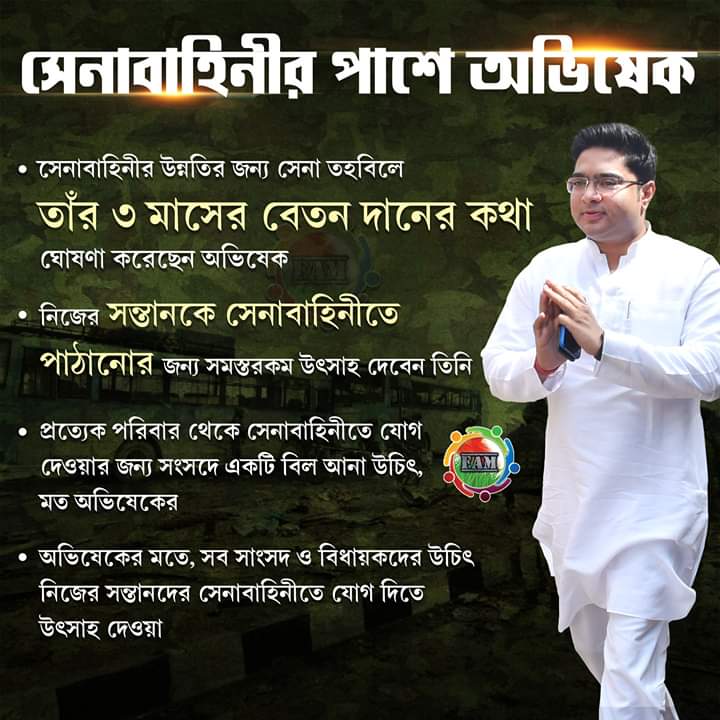 সেনাবাহিনীর পাশে অভিষেক
• সেনাবাহিনীর উন্নতির জন্য সেনা তহবিলে
তাঁর ৩ মাসের বেতন দানের কথা
ঘোষণা করেছেন অভিষেক
• নিজের সন্তানকে সেনাবাহিনীতে
পাঠানোর জন্য সমস্তরকম উৎসাহ দেবেন তিনি
• প্রত্যেক পরিবার থেকে সেনাবাহিনীতে যোগ
দেওয়ার জন্য সংসদে একটি বিল আনা উচিৎ,
মত অভিষেকের
• অভিষেকের মতে, সব সাংসদ ও বিধায়কদের উচিৎ
নিজের সন্তানদের সেনাবাহিনীতে যোগ দিতে
উৎসাহ দেওয়া
FAM
FAM